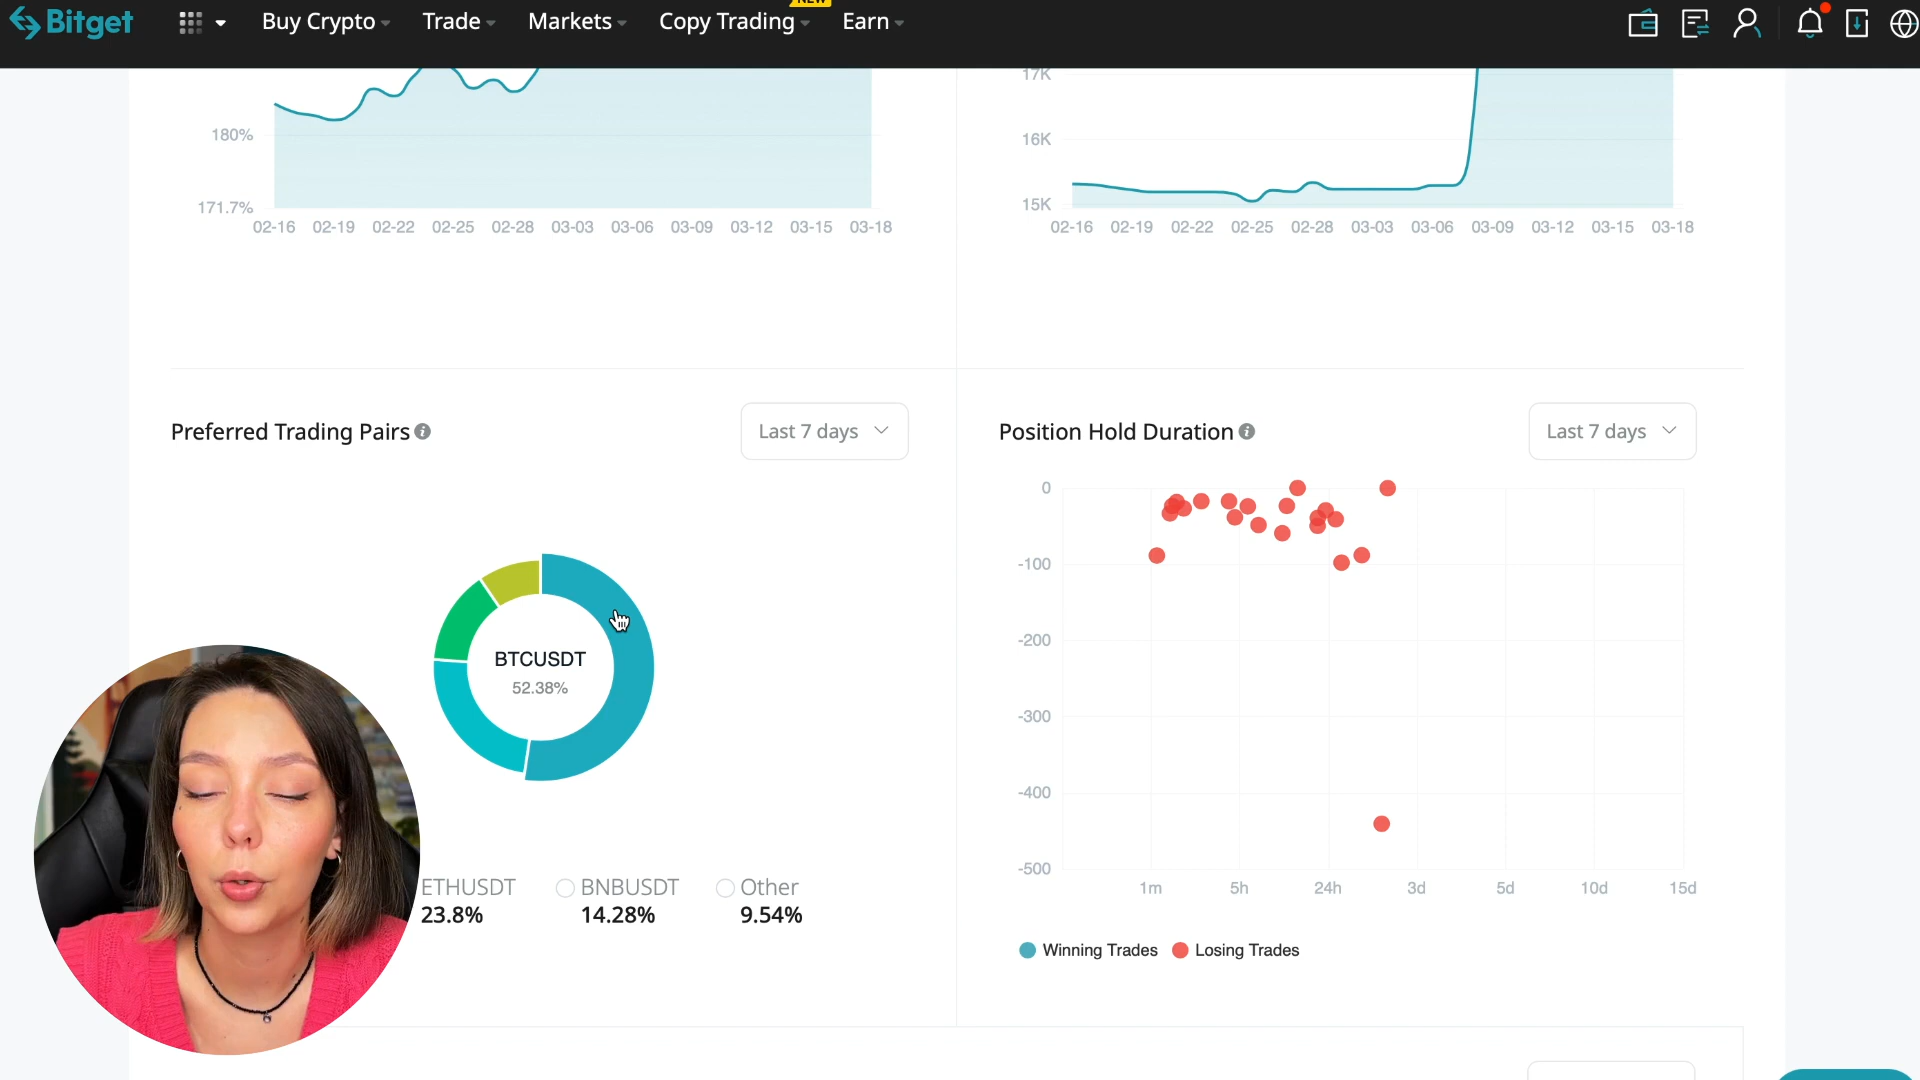 Bitget
Buy Crypto
Trade
Markets
Copy Trading
NEW
Earn
180%
171.7%
02-16 02-19 02-22 02-25 02-28 03-03 03-06 03-09 03-12 03-15 03-18
17K
16K
15K
02-16 02-19 02-22 02-25 02-28 03-03 03-06 03-09 03-12 03-15 03-18
Preferred Trading Pairs
Last 7 days
BTCUSDT
52.38%
ETHUSDT BNBUSDT Other
23.8% 14.28% 9.54%
Position Hold Duration
Last 7 days
0
-100
-200
-300
-400
-500
1m 5h 24h 3d 5d 10d 15d
Winning Trades Losing Trades